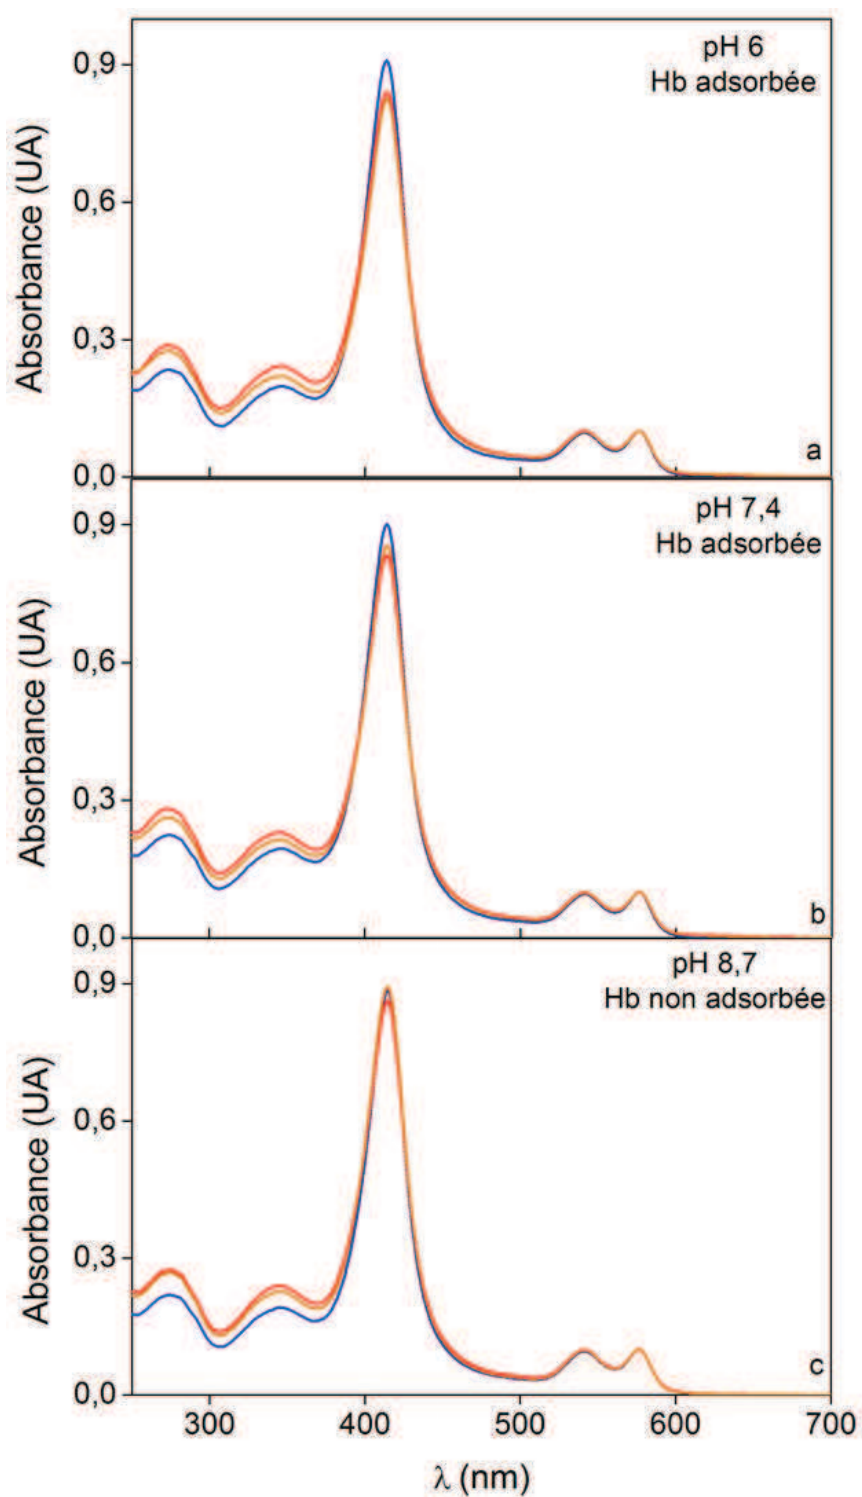 pH 6
Hb adsorbée
0,9
0,6
0,3
0,0
Absorbance (UA)
a
pH 7,4
Hb adsorbée
0,9
0,6
0,3
0,0
Absorbance (UA)
b
pH 8,7
Hb non adsorbée
0,9
0,6
0,3
0,0
Absorbance (UA)
c
300 400 500 600 700
λ (nm)